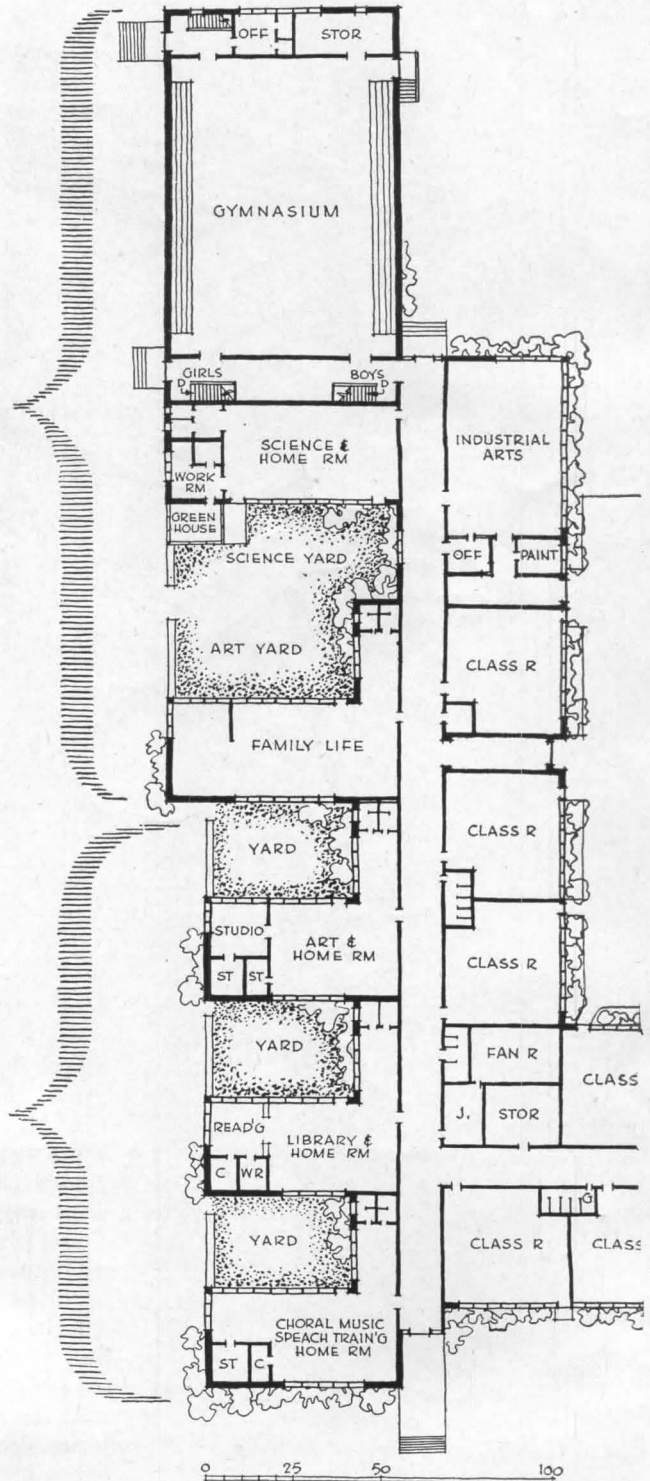 OFF
STOR
GYMNASIUM
GIRLS
BOYS
D
D
SCIENCE &
HOME RM
INDUSTRIAL
ARTS
WORK
RM
GREEN
HOUSE
SCIENCE YARD
OFF
PAINT
ART YARD
CLASS R
FAMILY LIFE
YARD
CLASS R
STUDIO
ART &
HOME RM
ST
ST
CLASS R
YARD
FAN R
CLASS
READ'G
LIBRARY &
HOME RM
J.
STOR
C
WR
G
YARD
CLASS R
CLASS
CHORAL MUSIC
SPEACH TRAIN'G
HOME RM
ST
C
0 25 50 100